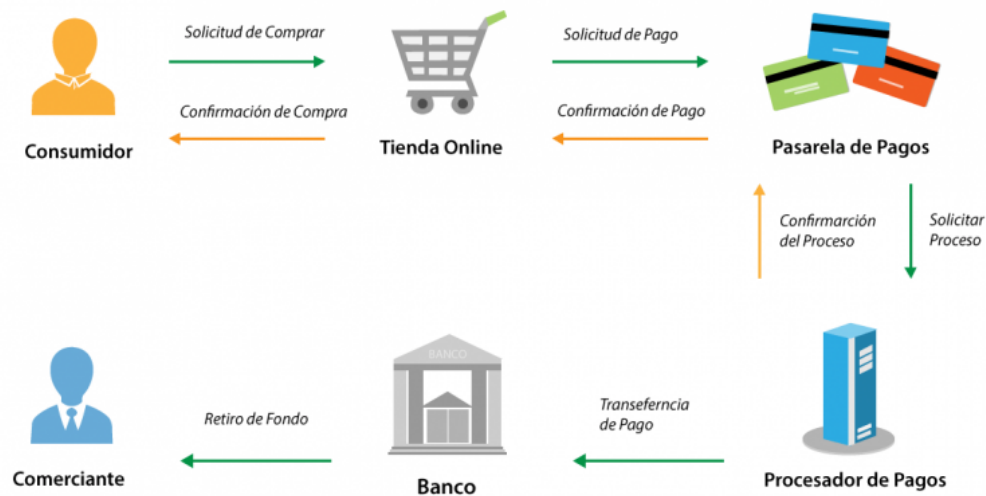 Solicitud de Comprar
Solicitud de Pago
Confirmación de Compra
Confirmación de Pago
Consumidor
Tienda Online
Pasarela de Pagos
Confirmarción
del Proceso
Solicitar
Proceso
BANCO
Retiro de Fondo
Transeferncia
de Pago
Comerciante
Banco
Procesador de Pagos